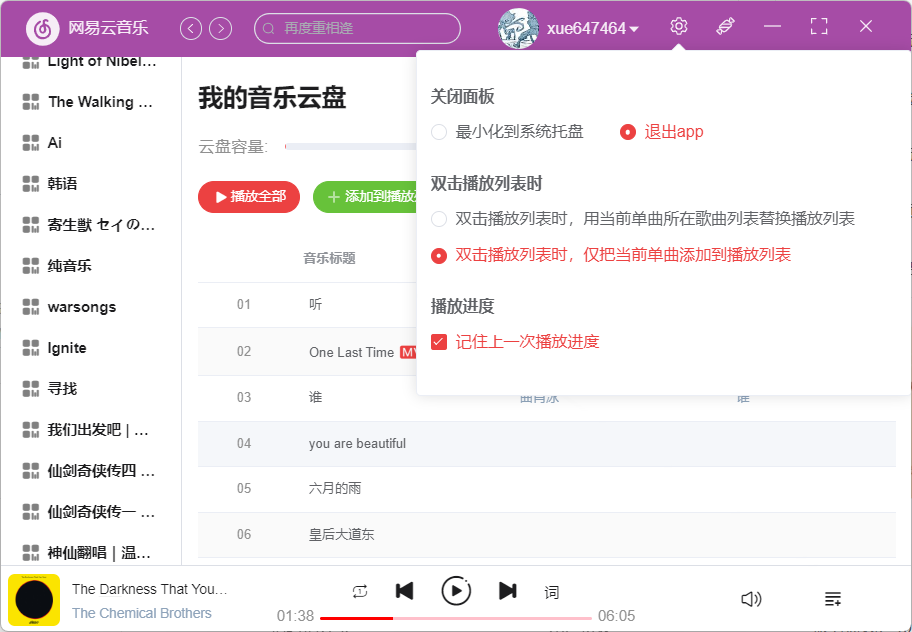 网易云音乐
再度重相逢
xue647464
Light of Nibel...
The Walking ...
Ai
韩语
寄生獣 セイの...
纯音乐
warsongs
Ignite
寻找
我们出发吧 | ...
仙剑奇侠传四 ...
仙剑奇侠传一 ...
神仙翻唱 | 温...
我的音乐云盘
云盘容量:
播放全部
添加到播放
音乐标题
01 听
02 One Last Time
03 谁 曲肖冰 谁
04 you are beautiful
05 六月的雨
06 皇后大道东
关闭面板
最小化到系统托盘 退出app
双击播放列表时
双击播放列表时，用当前单曲所在歌曲列表替换播放列表
双击播放列表时，仅把当前单曲添加到播放列表
播放进度
记住上一次播放进度
The Darkness That You...
The Chemical Brothers
词
01:38
06:05